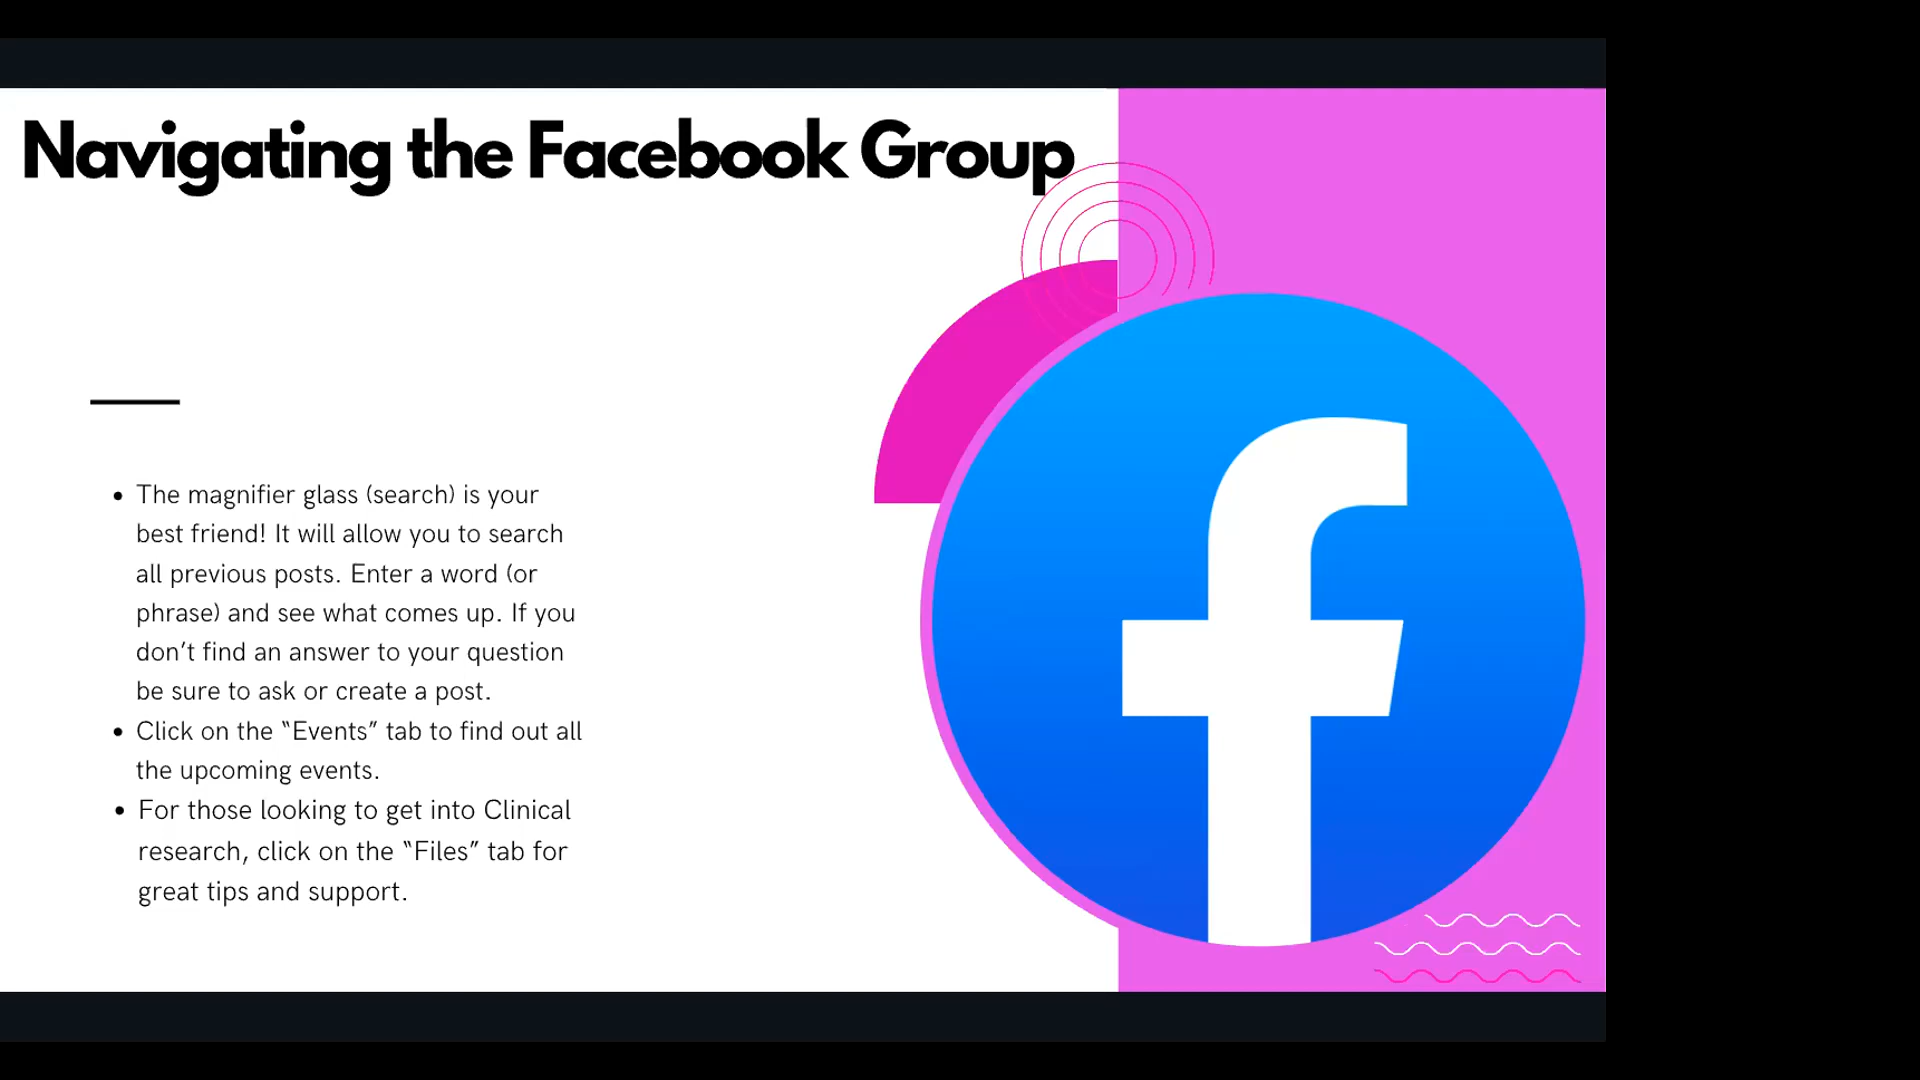 Navigating the Facebook Group
• The magnifier glass (search) is your
best friend! It will allow you to search
all previous posts. Enter a word (or
phrase) and see what comes up. If you
don’t find an answer to your question
be sure to ask or create a post.
• Click on the “Events” tab to find out all
the upcoming events.
• For those looking to get into Clinical
research, click on the “Files” tab for
great tips and support.